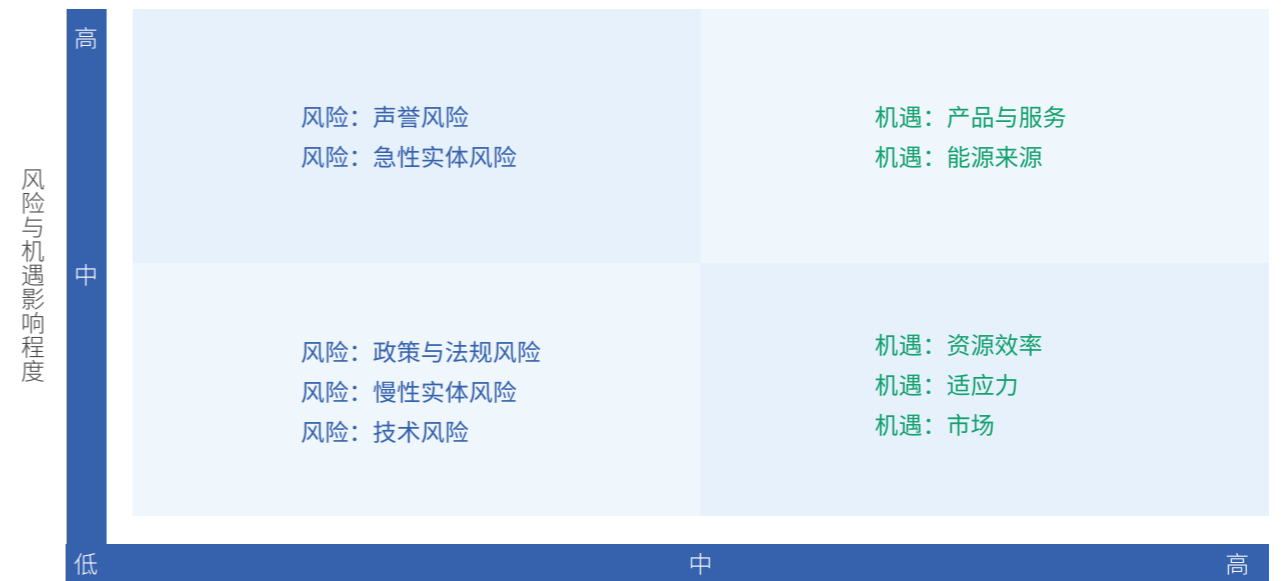 风险与机遇影响程度
高
风险：声誉风险
风险：急性实体风险
机遇：产品与服务
机遇：能源来源
中
风险：政策与法规风险
风险：慢性实体风险
风险：技术风险
机遇：资源效率
机遇：适应力
机遇：市场
低
中
高